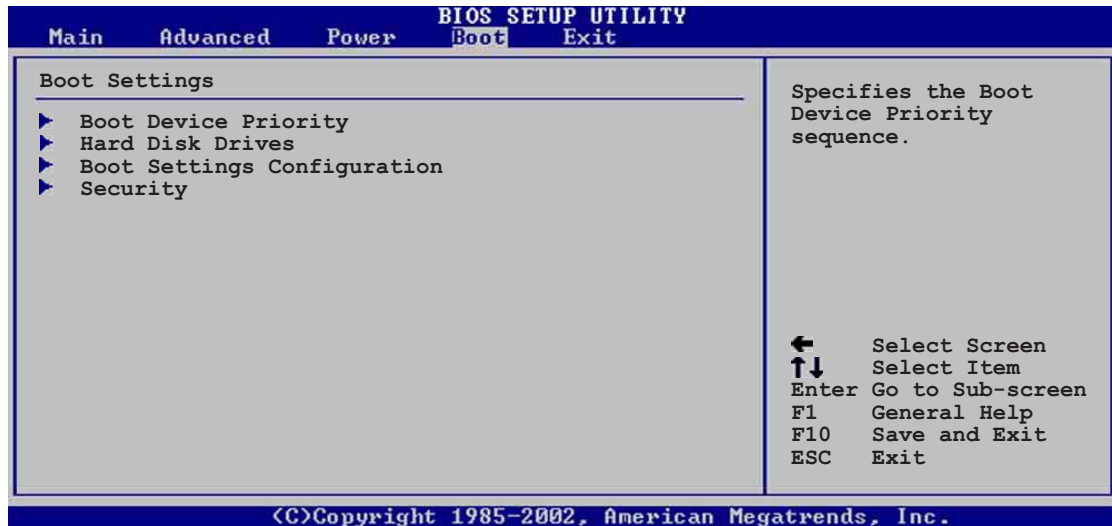 BIOS SETUP UTILITY
Main Advanced Power Boot Exit
Boot Settings
Boot Device Priority
Hard Disk Drives
Boot Settings Configuration
Security
Specifies the Boot
Device Priority
sequence.
← Select Screen
↑↓ Select Item
Enter Go to Sub-screen
F1 General Help
F10 Save and Exit
ESC Exit
(C)Copyright 1985-2002, American Megatrends, Inc.